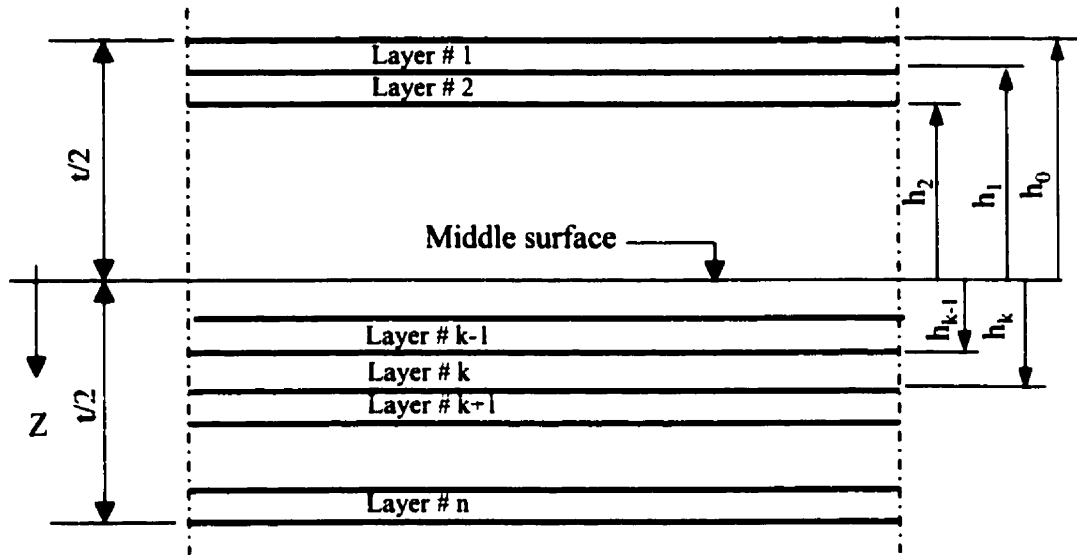 Layer # 1
Layer # 2
t/2
h₂
h₁
h₀
Middle surface
Layer # k-1
hₖ₋₁
hₖ
Layer # k
Layer # k+1
t/2
Z
Layer # n